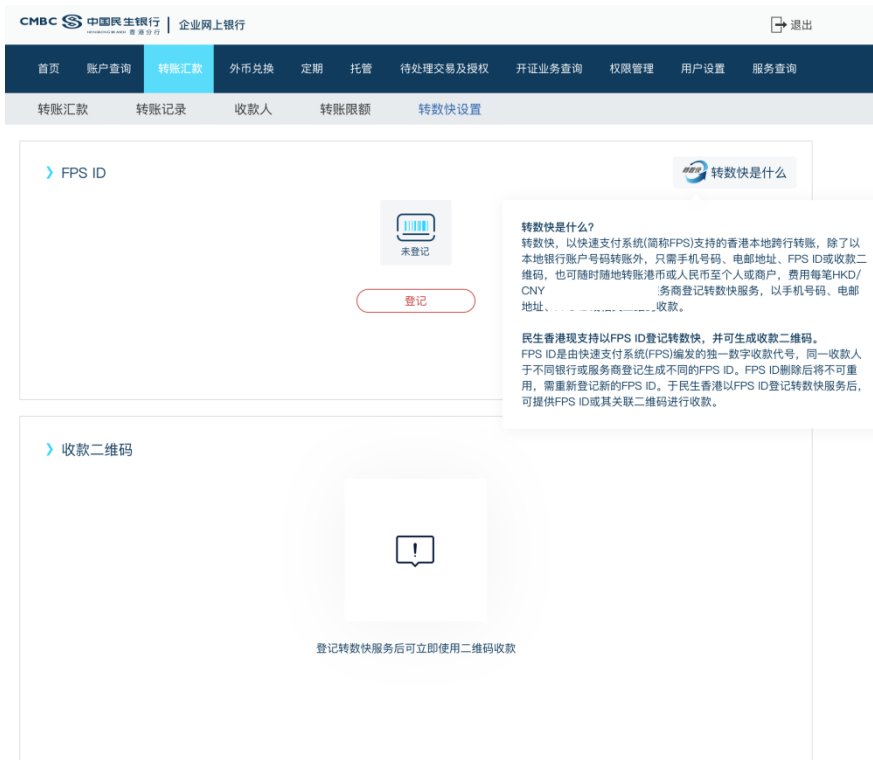 CMBC 中国民生银行 企业网上银行
香港分行
退出
首页 账户查询 转账汇款 外币兑换 定期 托管 待处理交易及授权 开证业务查询 权限管理 用户设置 服务查询
转账汇款 转账记录 收款人 转账限额 转数快设置
FPS ID
转数快是什么
未登记
登记
转数快是什么?
转数快，以快速支付系统(简称FPS)支持的香港本地跨行转账，除了以
本地银行账户号码转账外，只需手机号码、电邮地址、FPS ID或收款二
维码，也可随时随地转账港币或人民币至个人或商户，费用每笔HKD/
CNY 务商登记转数快服务，以手机号码、电邮
地址、 收款。
民生香港现支持以FPS ID登记转数快，并可生成收款二维码。
FPS ID是由快速支付系统(FPS)编发的独一数字收款代号，同一收款人
于不同银行或服务商登记生成不同的FPS ID。FPS ID删除后将不可重
用，需重新登记新的FPS ID。于民生香港以FPS ID登记转数快服务后，
可提供FPS ID或其关联二维码进行收款。
收款二维码
登记转数快服务后可立即使用二维码收款